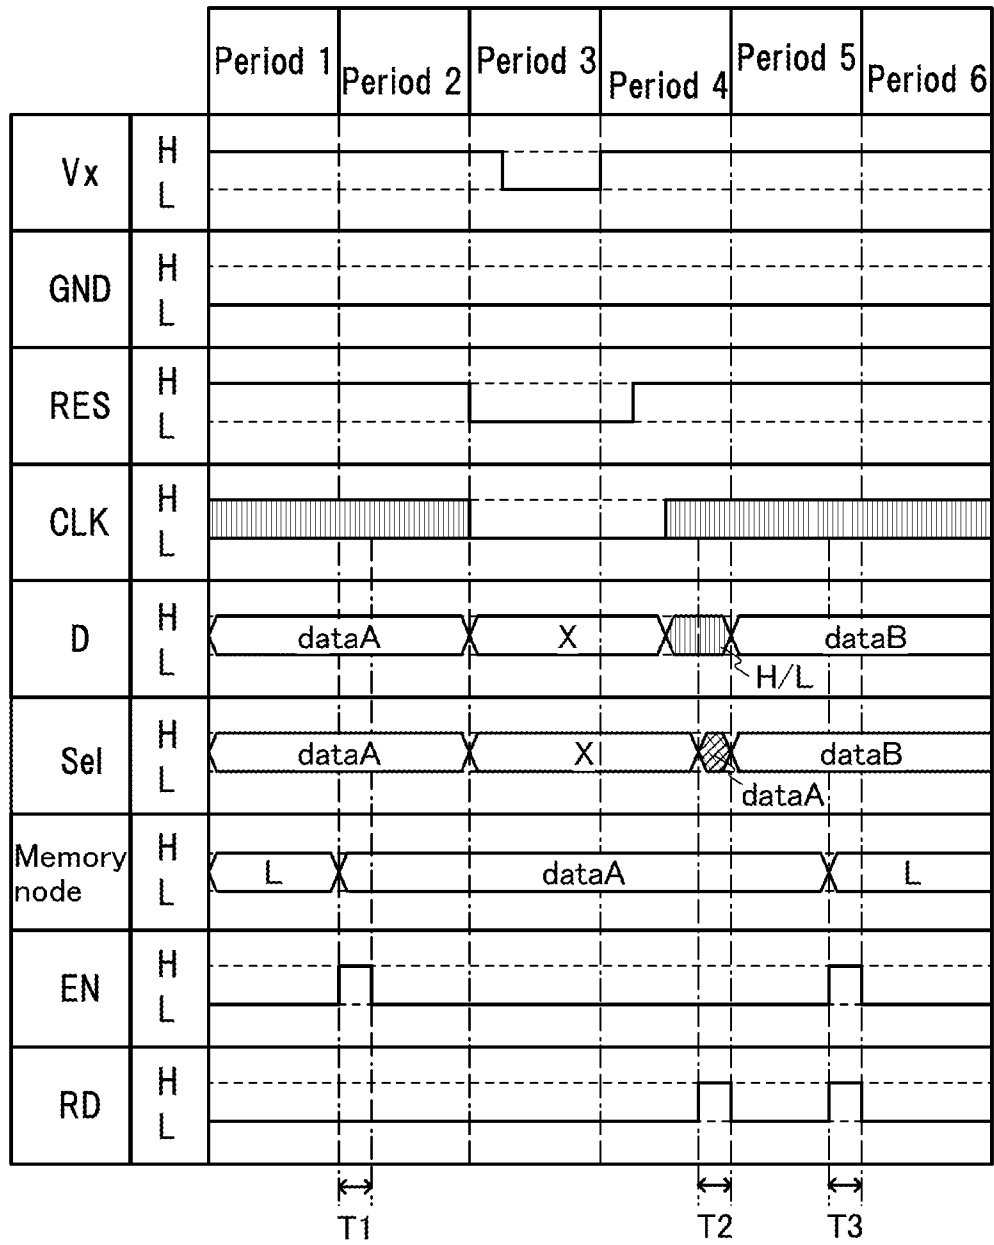 Period 1
Period 2
Period 3
Period 4
Period 5
Period 6
Vx
H
L
GND
H
L
RES
H
L
CLK
H
L
D
H
L
dataA
X
dataB
H/L
Sel
H
L
dataA
X
dataB
dataA
Memory
node
H
L
L
dataA
L
EN
H
L
RD
H
L
T1
T2
T3